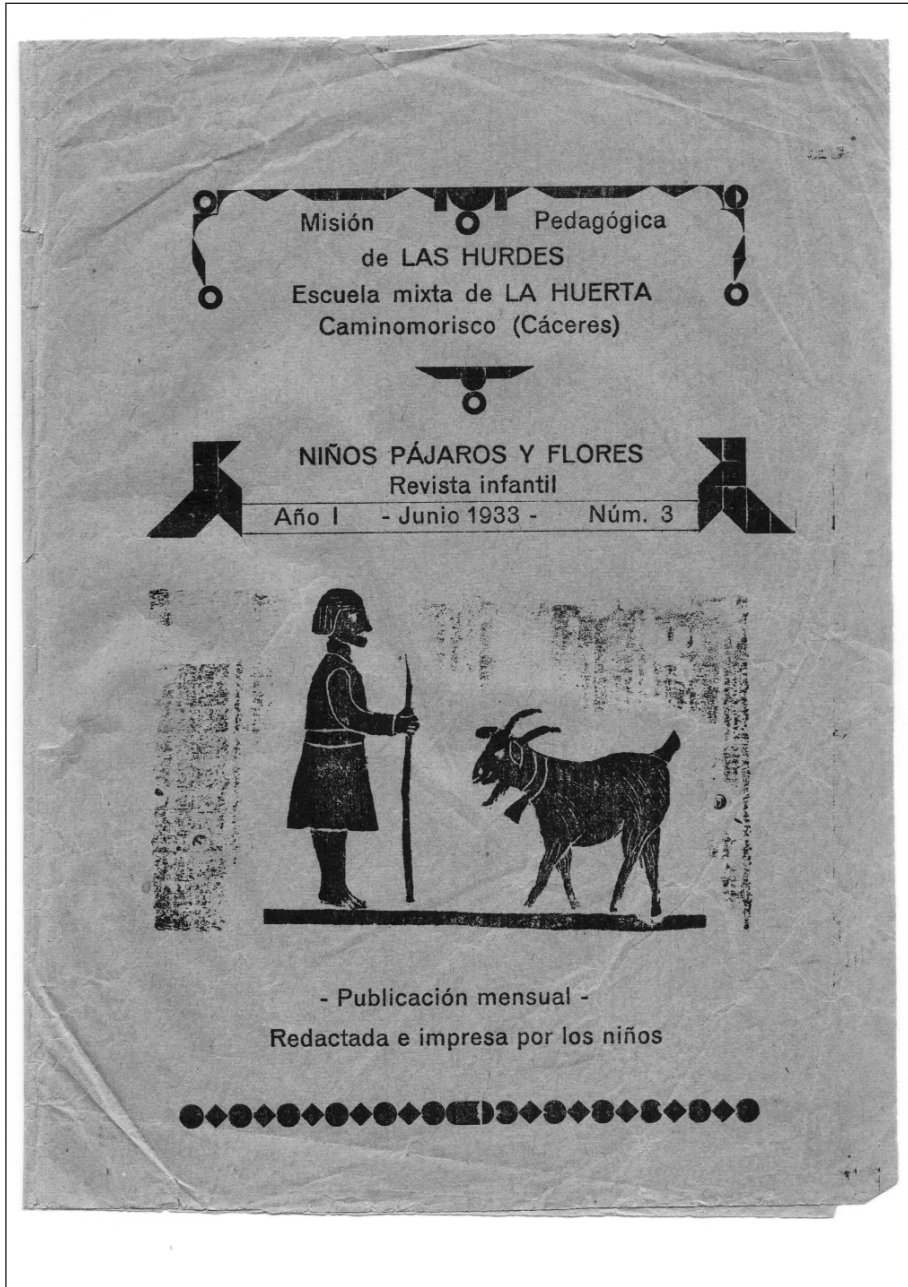 Misión Pedagógica
de LAS HURDES
Escuela mixta de LA HUERTA
Caminomorisco (Cáceres)
NIÑOS PÁJAROS Y FLORES
Revista infantil
Año I - Junio 1933 - Núm. 3
- Publicación mensual -
Redactada e impresa por los niños